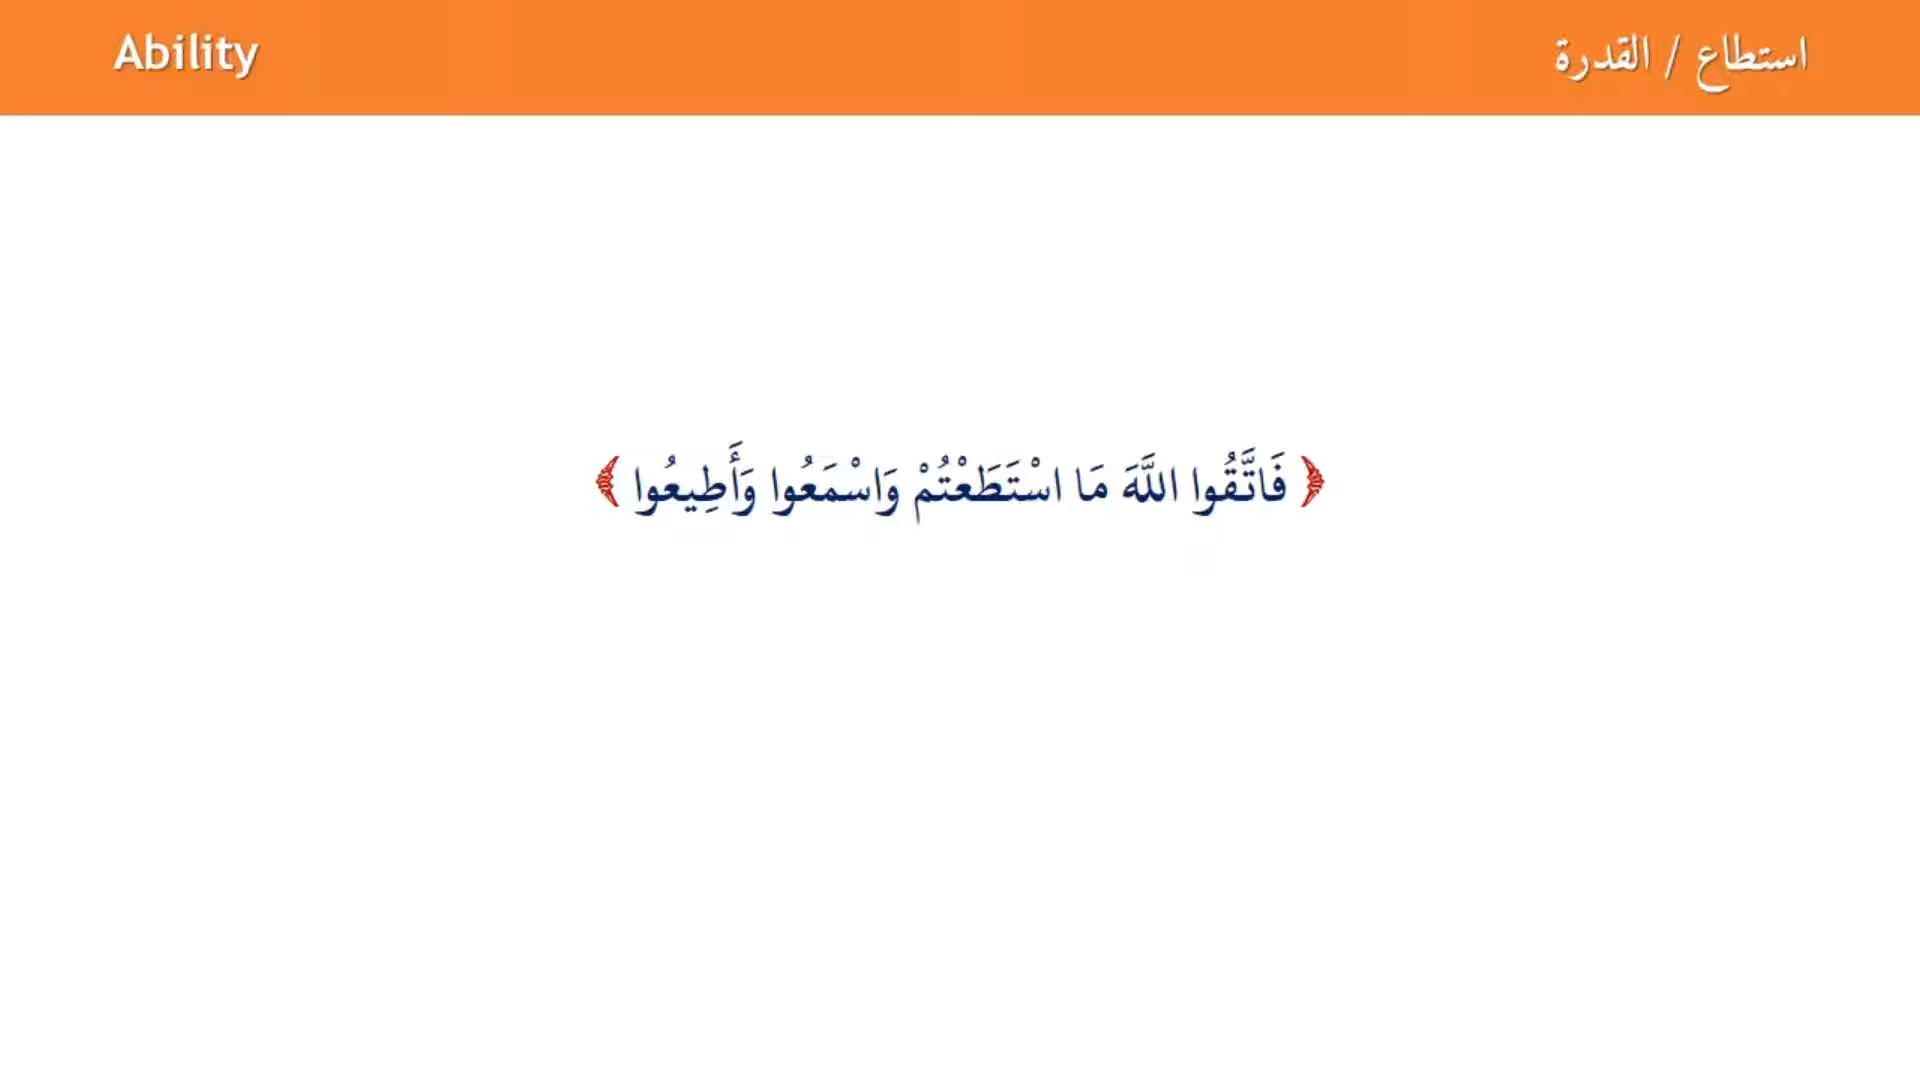 Ability
استطاع / القدرة
﴿ فَاتَّقُوا اللَّهَ مَا اسْتَطَعْتُمْ وَاسْمَعُوا وَأَطِيعُوا ﴾